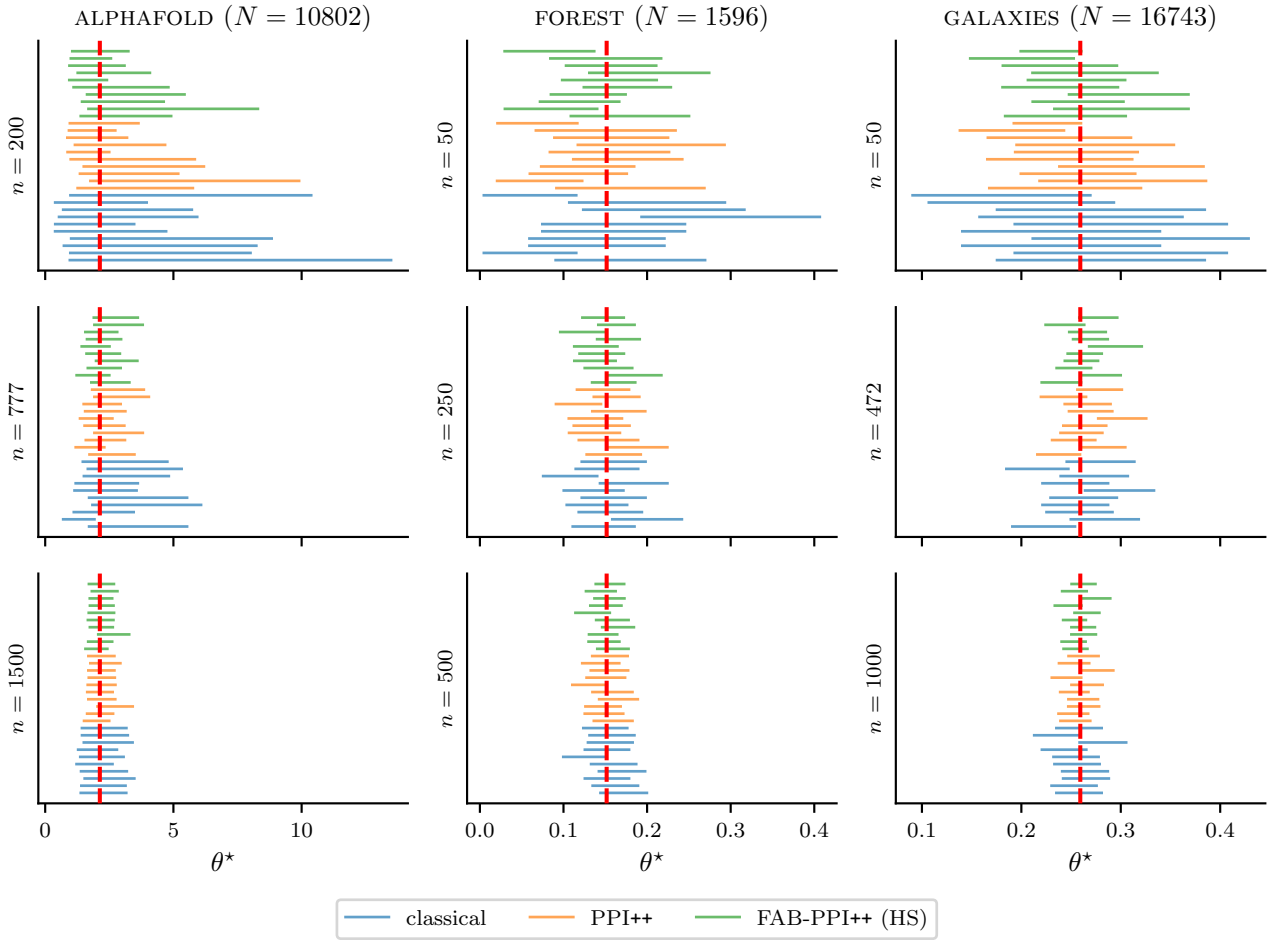 ALPHAFOLD (N = 10802)
FOREST (N = 1596)
GALAXIES (N = 16743)
n = 200
n = 50
n = 50
n = 777
n = 250
n = 472
n = 1500
n = 500
n = 1000
0 5 10
0.0 0.1 0.2 0.3 0.4
0.1 0.2 0.3 0.4
θ⋆
θ⋆
θ⋆
classical PPI++ FAB-PPI++ (HS)